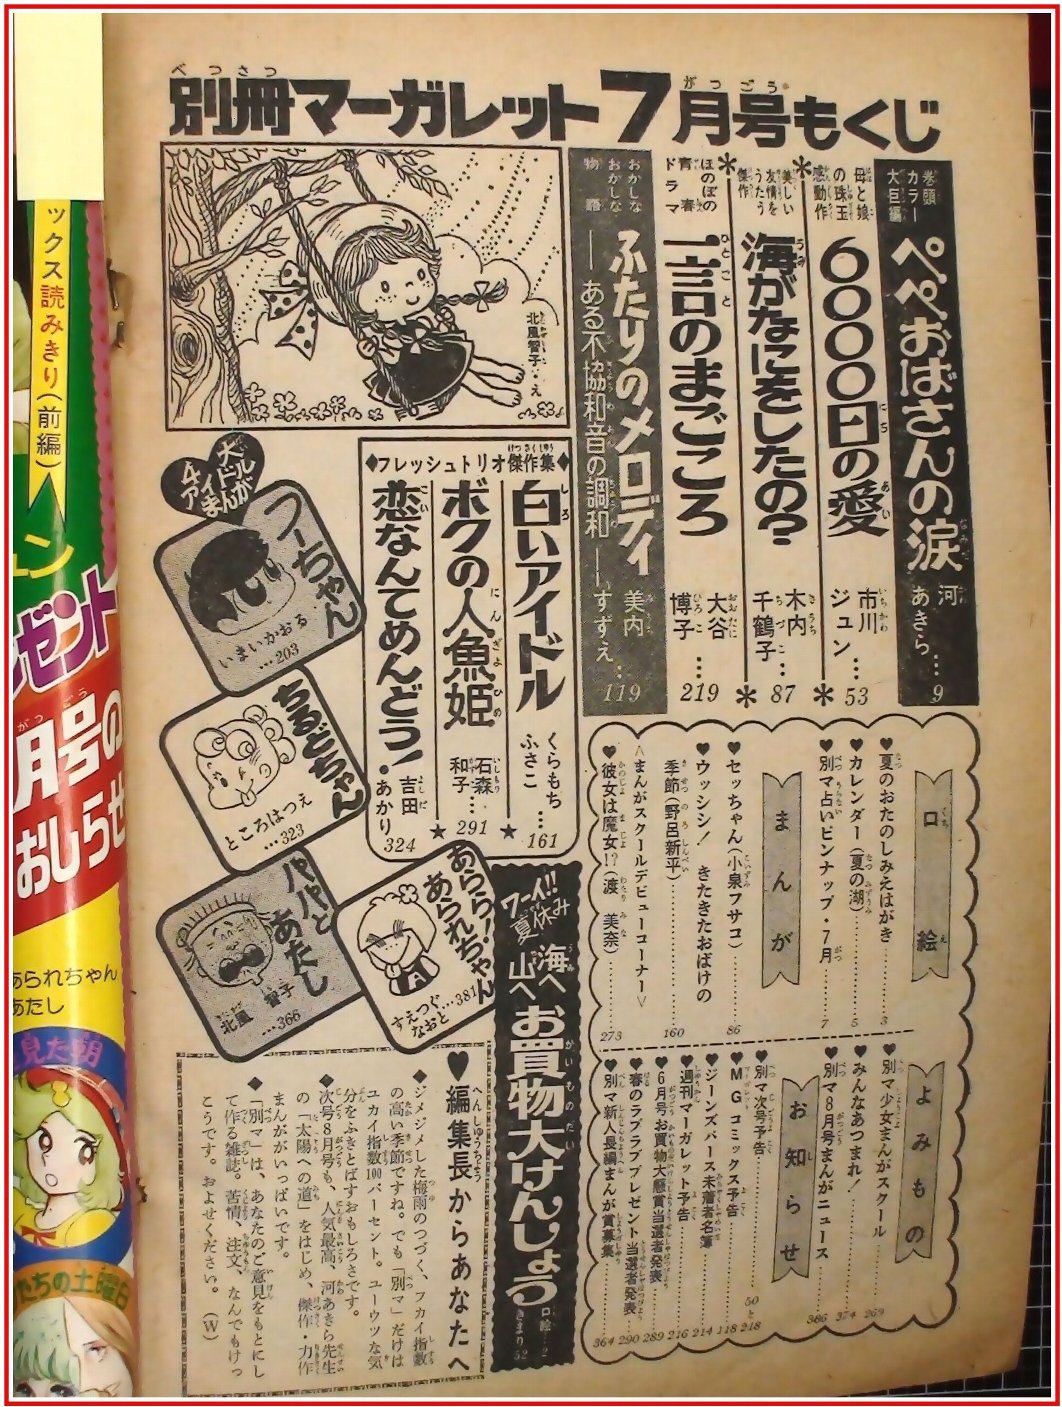 別冊マーガレット7月号もくじ
巻頭カラー大巨編
ペペおばさんの涙
河あきら…9
母と娘の珠玉感動作
60000日の愛
市川ジュン…53
美しい友情をうたう傑作
海がなにをしたの?
木内千鶴子…87
ほのぼの青春ドラマ
一言のまごころ
大谷博子…219
おかしなおかしな物語
ふたりのメロディ
―ある不協和音の調和―
美内すずえ…119
北風智子・え
◆フレッシュトリオ傑作集◆
白いアイドル
くらもちふさこ…161
ボクの人魚姫
石森和子…291
恋なんてめんどう!
吉田あかり324
4大アイドルまんが
フーちゃん
いまいかおる…203
ちるどちゃん
ところはつえ…323
パパとあたし
北風智子…366
あらら!あられちゃん
すえつぐなおと…381
口絵
♥夏のおたのしみえはがき…3
♥カレンダー(夏の湖)…5
♥別マ占いピンナップ・7月…7
まんが
♥セッちゃん(小泉フサコ)…86
♥ウッシシ! きたきたおばけの
季節(野呂新平)…160
<まんがスクールデビューコーナー>
♥彼女は魔女!?(渡 美奈)…273
よみもの
♥別マ少女まんがスクール…269
♥みんなあつまれ!…374
♥別マ8月号まんがニュース…386
お知らせ
♥別マ次号予告…50と218
♥MGコミックス予告…118
♥ジーンズパース未着者名簿…214
♥週刊マーガレット予告…216
♥6月号お買物大懸賞当選者発表…289
♥春のラブラブプレゼント当選者発表…290
♥別マ新人長編まんが賞募集…364
ワーイ!!夏休み
海へ山へお買物大けんしょう
口絵…2
きまり52
♥編集長からあなたへ
◆ジメジメした梅雨のつづく、フカイ指数
の高い季節ですね。でも「別マ」だけは
ユカイ指数100パーセント。ユーウツな気
分をふきとばすおもしろさです。
◆次号8月号も、人気最高、河あきら先生
の「太陽への道」をはじめ、傑作・力作
まんががいっぱいです。
◆「別マ」は、あなたのご意見をもとにし
て作る雑誌。苦情、注文、なんでもけっ
こうです。およせください。(W)
ックス読みきり(前編)
ゼント
月号の
おしらせ
あられちゃん
あたし
見た朝
たちの土曜日